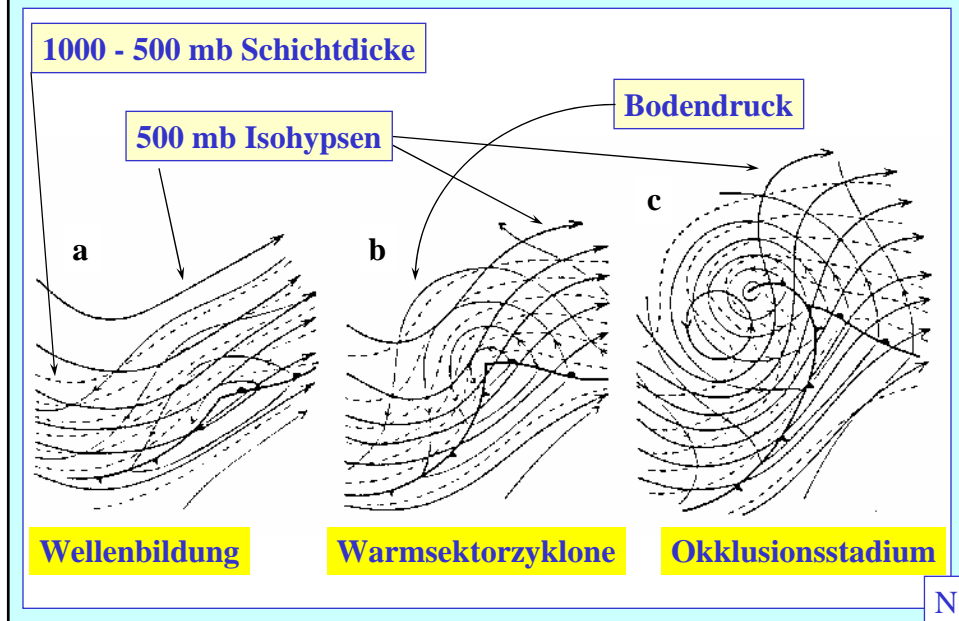 1000 - 500 mb Schichtdicke
Bodendruck
500 mb Isohypsen
a
b
c
Wellenbildung
Warmsektorzyklone
Okklusionsstadium
N